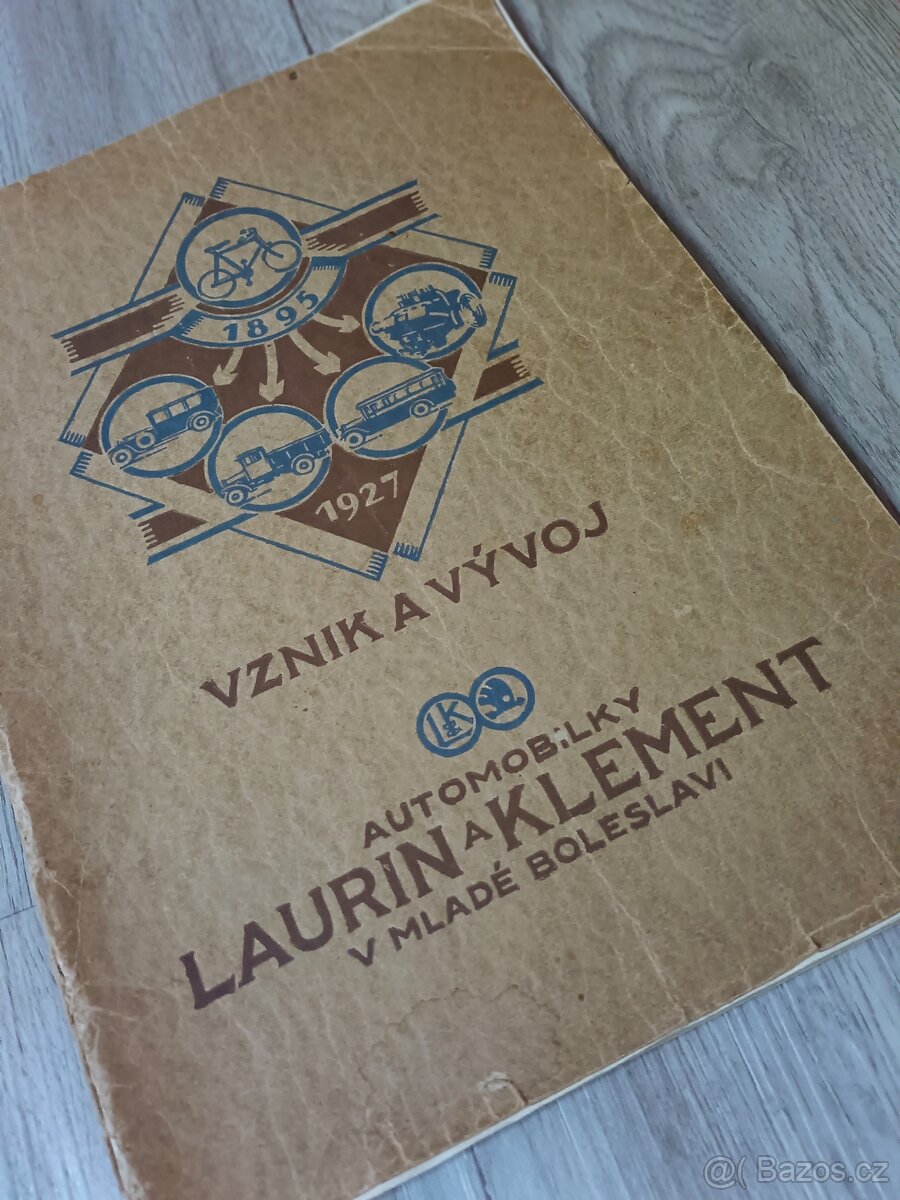 1895
1927
VZNIK A VÝVOJ
L&K
AUTOMOBiLKY
LAURIN A KLEMENT
V MLADÉ BOLESLAVI
@( Bazos.cz